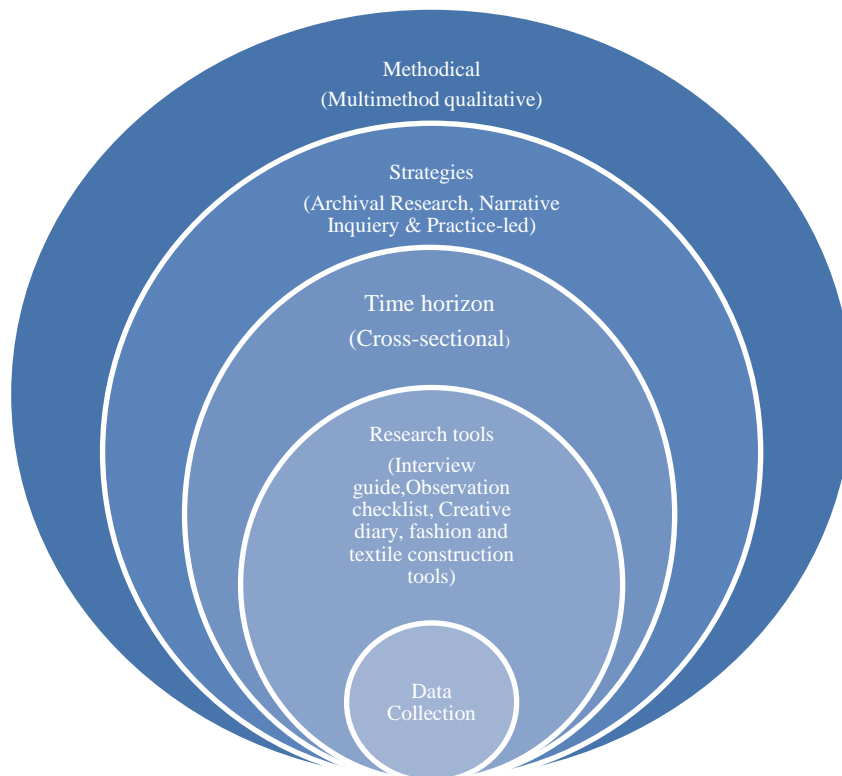 Methodical
(Multimethod qualitative)
Strategies
(Archival Research, Narrative
Inquiery & Practice-led)
Time horizon
(Cross-sectional)
Research tools
(Interview
guide,Observation
checklist, Creative
diary, fashion and
textile construction
tools)
Data
Collection